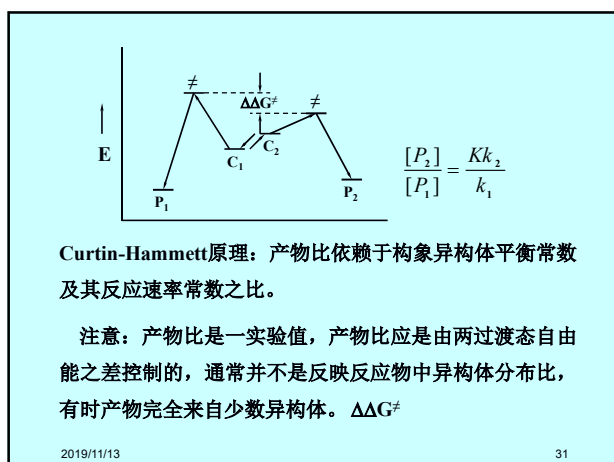 ≠
≠
ΔΔG≠
E
C₁
C₂
P₁
P₂
[P₂]/[P₁] = Kk₂/k₁
Curtin-Hammett原理：产物比依赖于构象异构体平衡常数
及其反应速率常数之比。
注意：产物比是一实验值，产物比应是由两过渡态自由
能之差控制的，通常并不是反映反应物中异构体分布比，
有时产物完全来自少数异构体。ΔΔG≠
2019/11/13
31